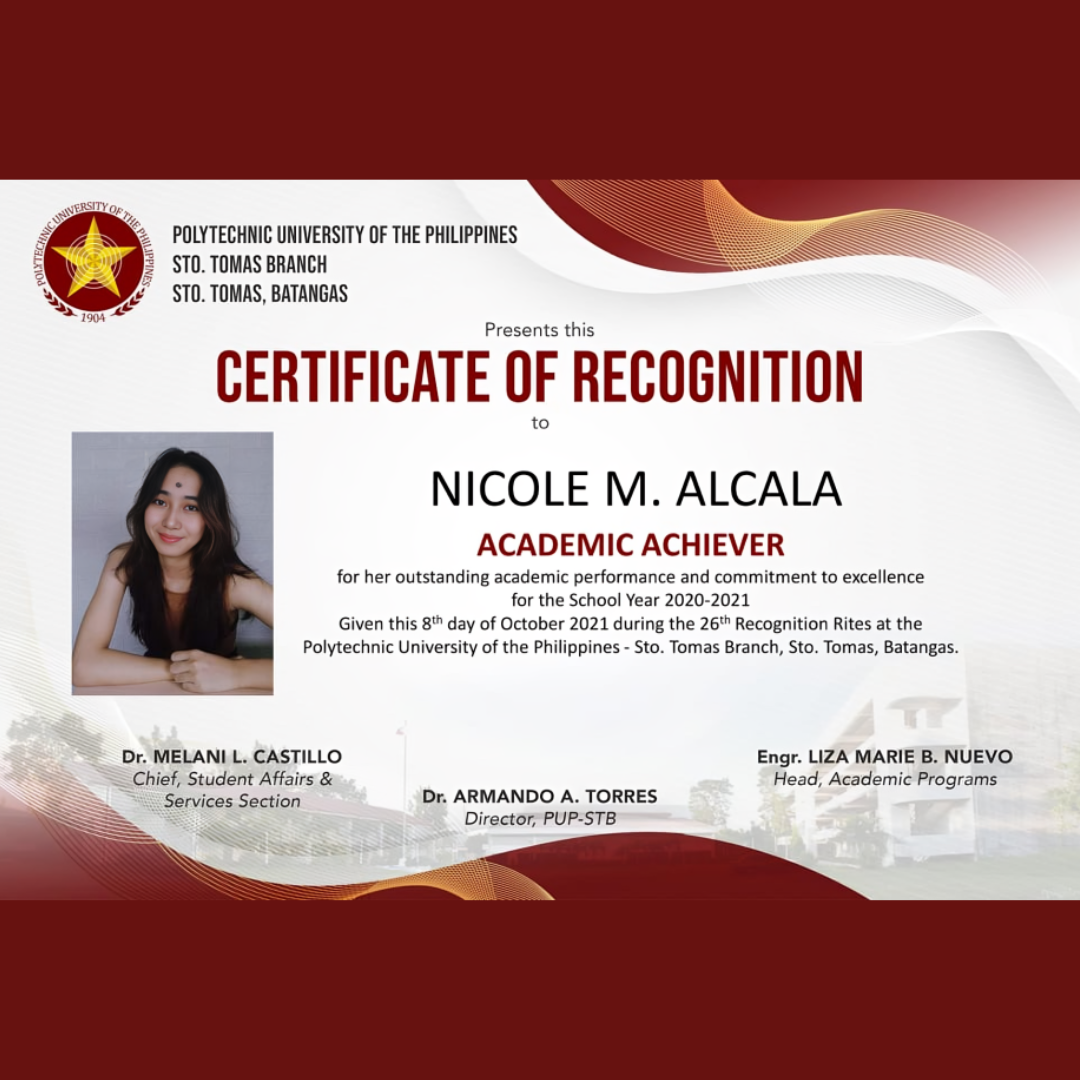 POLYTECHNIC UNIVERSITY OF THE PHILIPPINES
1904
POLYTECHNIC UNIVERSITY OF THE PHILIPPINES
STO. TOMAS BRANCH
STO. TOMAS, BATANGAS
Presents this
CERTIFICATE OF RECOGNITION
to
NICOLE M. ALCALA
ACADEMIC ACHIEVER
for her outstanding academic performance and commitment to excellence
for the School Year 2020-2021
Given this 8th day of October 2021 during the 26th Recognition Rites at the
Polytechnic University of the Philippines - Sto. Tomas Branch, Sto. Tomas, Batangas.
Dr. MELANI L. CASTILLO
Chief, Student Affairs &
Services Section
Dr. ARMANDO A. TORRES
Director, PUP-STB
Engr. LIZA MARIE B. NUEVO
Head, Academic Programs